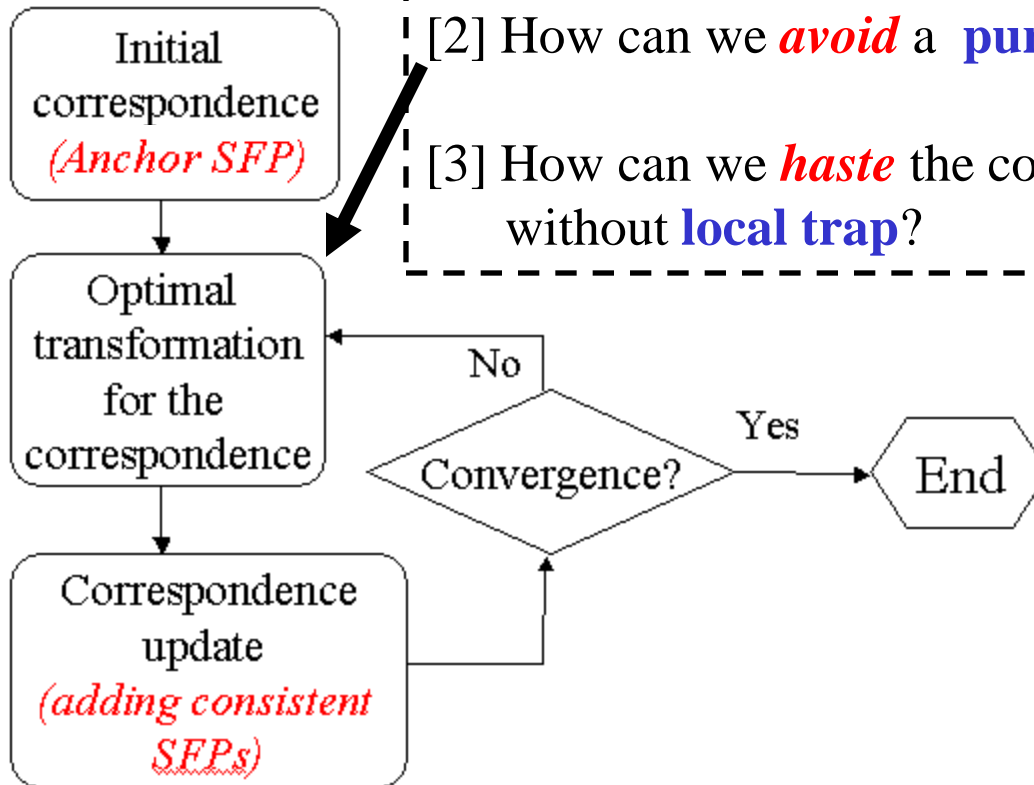 Initial
correspondence
(Anchor SFP)
[2] How can we avoid a
[3] How can we haste the
without local trap?
Optimal
transformation
for the
correspondence
No
Yes
Convergence?
End
Correspondence
update
(adding consistent
SFPs)